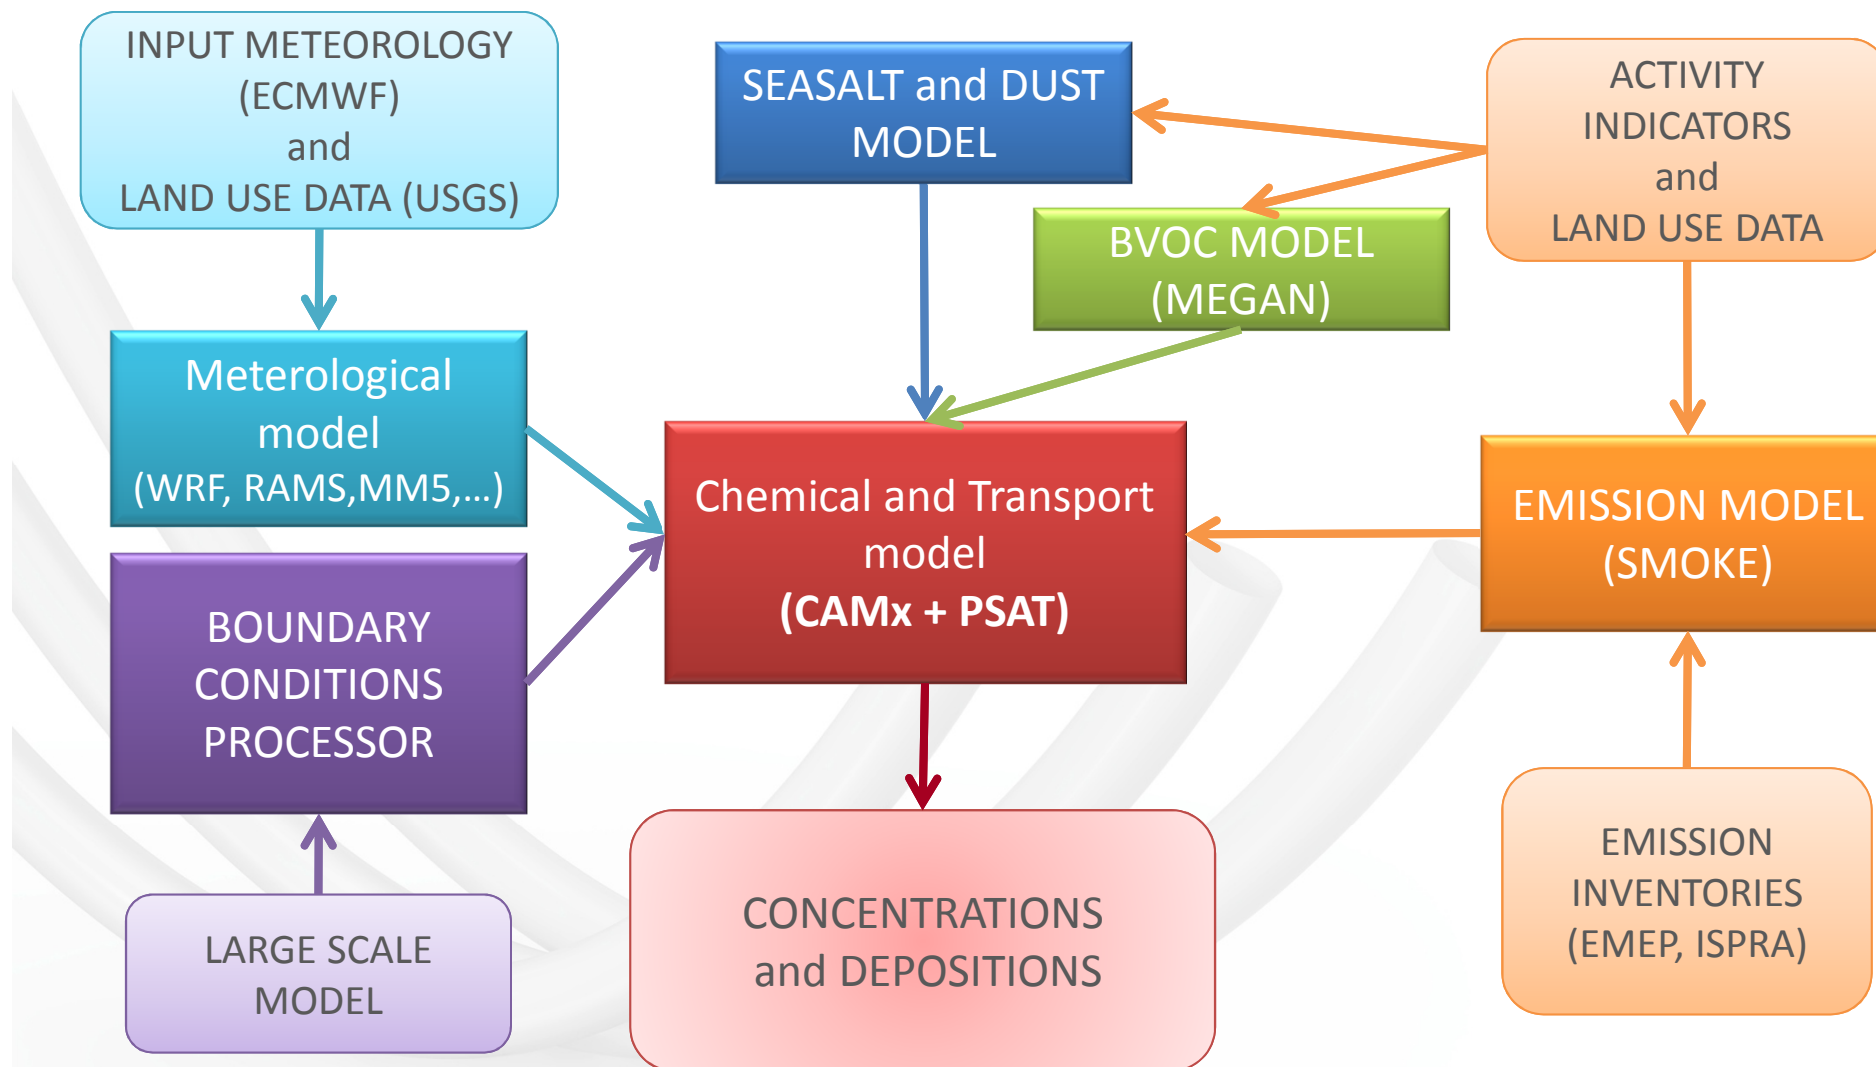 INPUT METEOROLOGY
(ECMWF)
and
LAND USE DATA (USGS)
SEASALT and DUST
MODEL
ACTIVITY
INDICATORS
and
LAND USE DATA
BVOC MODEL
(MEGAN)
Meterological
model
(WRF, RAMS,MM5,...)
Chemical and Transport
model
(CAMx + PSAT)
EMISSION MODEL
(SMOKE)
BOUNDARY
CONDITIONS
PROCESSOR
LARGE SCALE
MODEL
CONCENTRATIONS
and DEPOSITIONS
EMISSION
INVENTORIES
(EMEP, ISPRA)